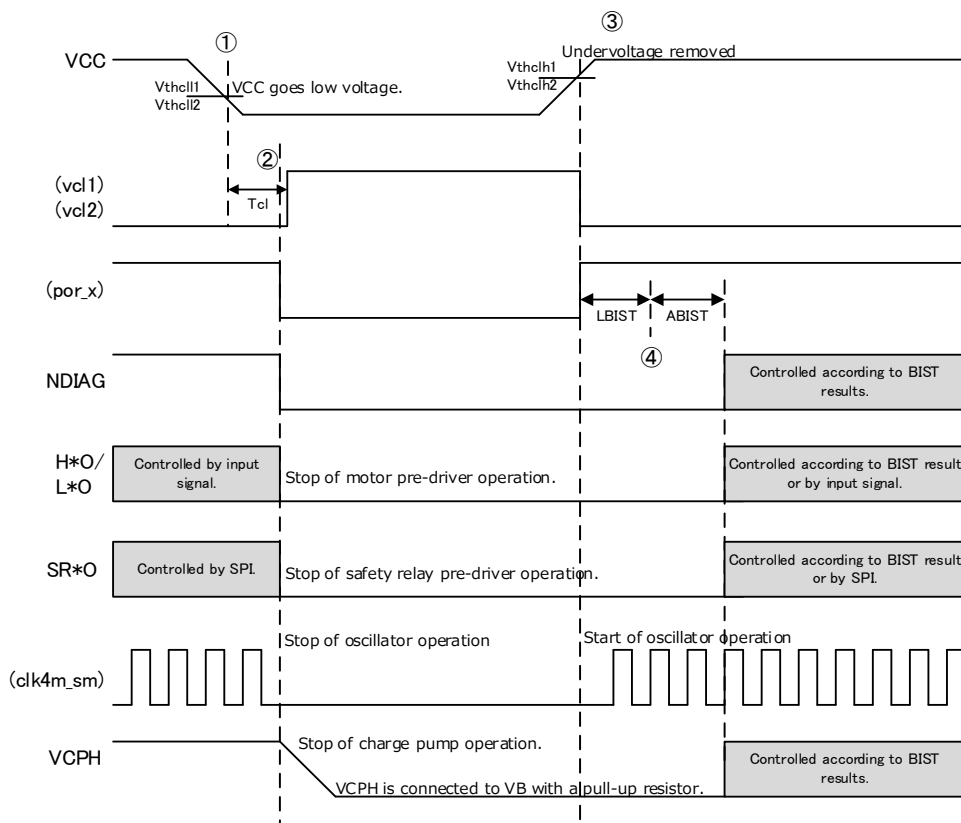 ①
③
VCC
Undervoltage removed
Vthcll1
Vthcll2
VCC goes low voltage.
Vthclh1
Vthclh2
②
(vcl1)
(vcl2)
Tcl
(por_x)
LBIST
ABIST
④
NDIAG
Controlled according to BIST
results.
H*O/
L*O
Controlled by input
signal.
Stop of motor pre-driver operation.
Controlled according to BIST result
or by input signal.
SR*O
Controlled by SPI.
Stop of safety relay pre-driver operation.
Controlled according to BIST result
or by SPI.
(clk4m_sm)
Stop of oscillator operation
Start of oscillator operation
VCPH
Stop of charge pump operation.
VCPH is connected to VB with a pull-up resistor.
Controlled according to BIST
results.